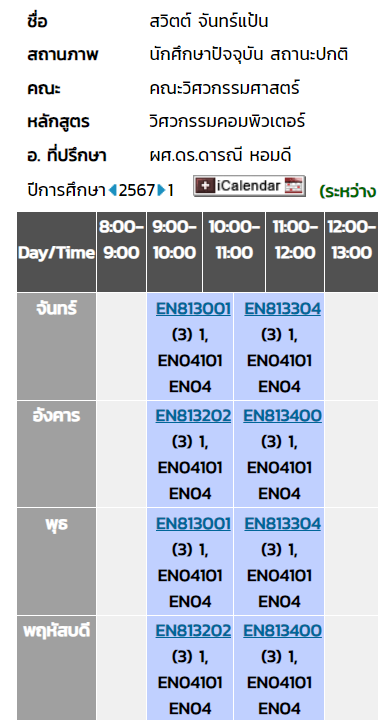 ชื่อ สวิตต์ จันทร์แป้น
สถานภาพ นักศึกษาปัจจุบัน สถานะปกติ
คณะ คณะวิศวกรรมศาสตร์
หลักสูตร วิศวกรรมคอมพิวเตอร์
อ. ที่ปรึกษา ผศ.ดร.ดารณี หอมดี
ปีการศึกษา 2567 1 iCalendar (ระหว่าง
Day/Time 8:00-9:00 9:00-10:00 10:00-11:00 11:00-12:00 12:00-13:00
จันทร์ EN813001 EN813304
(3) 1, (3) 1,
EN04101 EN04101
EN04 EN04
อังคาร EN813202 EN813400
(3) 1, (3) 1,
EN04101 EN04101
EN04 EN04
พุธ EN813001 EN813304
(3) 1, (3) 1,
EN04101 EN04101
EN04 EN04
พฤหัสบดี EN813202 EN813400
(3) 1, (3) 1,
EN04101 EN04101
EN04 EN04